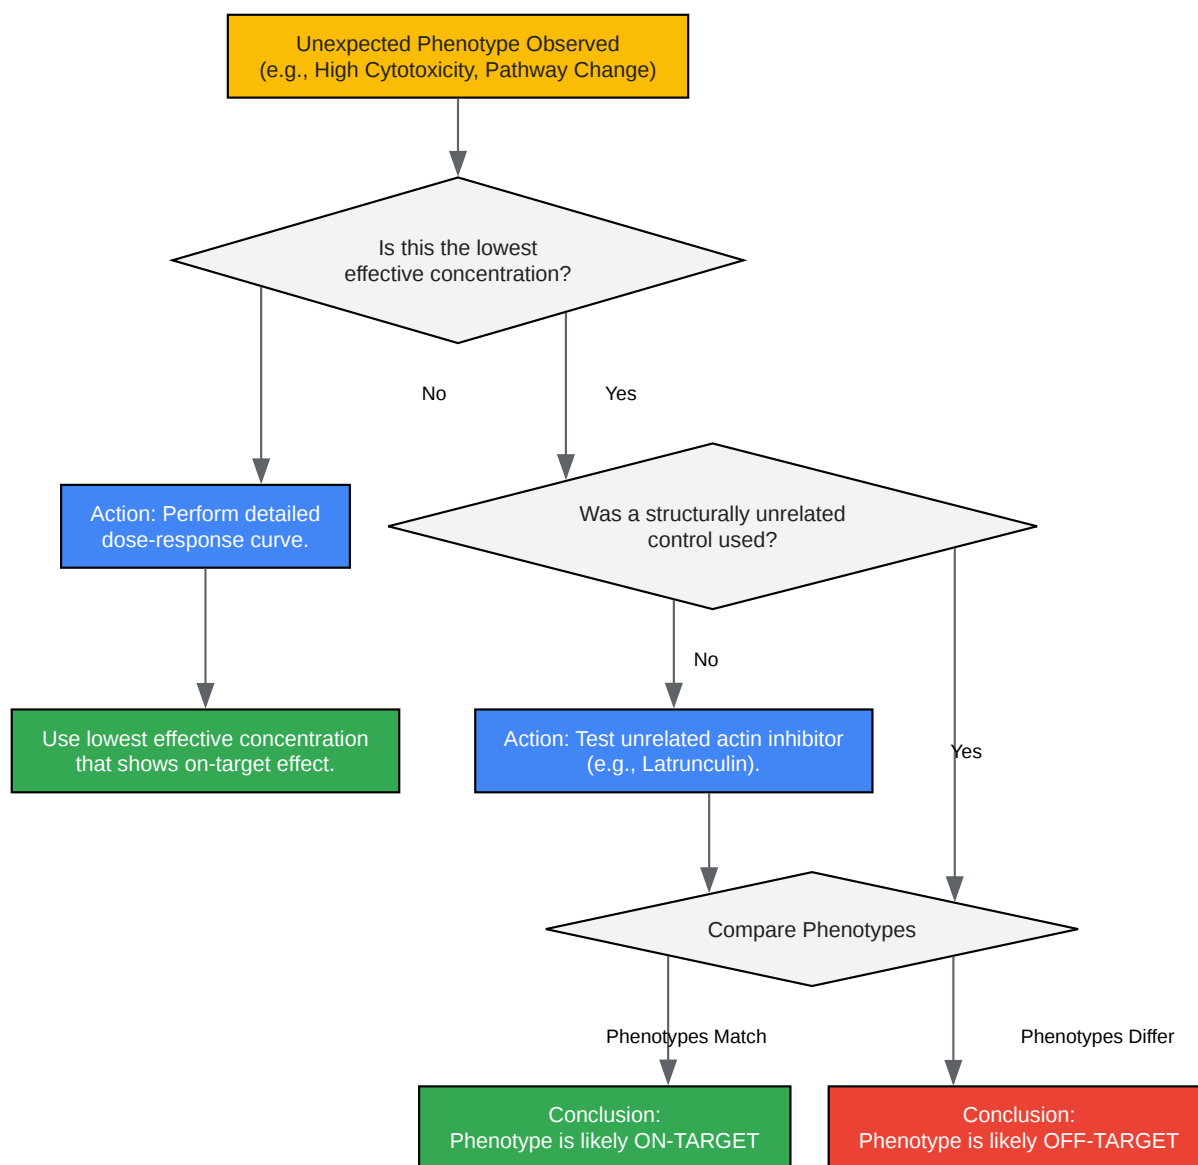 Unexpected Phenotype Observed
(e.g., High Cytotoxicity, Pathway Change)
Is this the lowest
effective concentration?
No
Yes
Action: Perform detailed
dose-response curve.
Was a structurally unrelated
control used?
No
Use lowest effective concentration
that shows on-target effect.
Action: Test unrelated actin inhibitor
(e.g., Latrunculin).
Yes
Compare Phenotypes
Phenotypes Match
Phenotypes Differ
Conclusion:
Phenotype is likely ON-TARGET
Conclusion:
Phenotype is likely OFF-TARGET